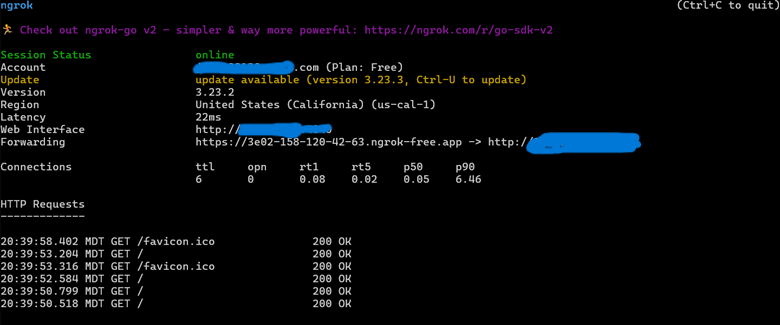 ngrok (Ctrl+C to quit)
🏃 Check out ngrok-go v2 - simpler & way more powerful: https://ngrok.com/r/go-sdk-v2
Session Status online
Account .com (Plan: Free)
Update update available (version 3.23.3, Ctrl-U to update)
Version 3.23.2
Region United States (California) (us-cal-1)
Latency 22ms
Web Interface http:/
Forwarding https://3e02-158-120-42-63.ngrok-free.app -> http:/
Connections ttl opn rt1 rt5 p50 p90
6 0 0.08 0.02 0.05 6.46
HTTP Requests
-------------
20:39:58.402 MDT GET /favicon.ico 200 OK
20:39:53.204 MDT GET / 200 OK
20:39:53.316 MDT GET /favicon.ico 200 OK
20:39:52.584 MDT GET / 200 OK
20:39:50.799 MDT GET / 200 OK
20:39:50.518 MDT GET / 200 OK